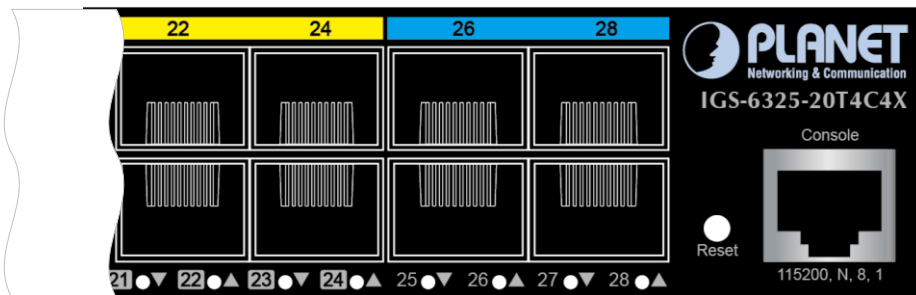 22 24 26 28
PLANET
Networking & Communication
IGS-6325-20T4C4X
Console
Reset
115200, N, 8, 1
21 22 23 24 25 26 27 28